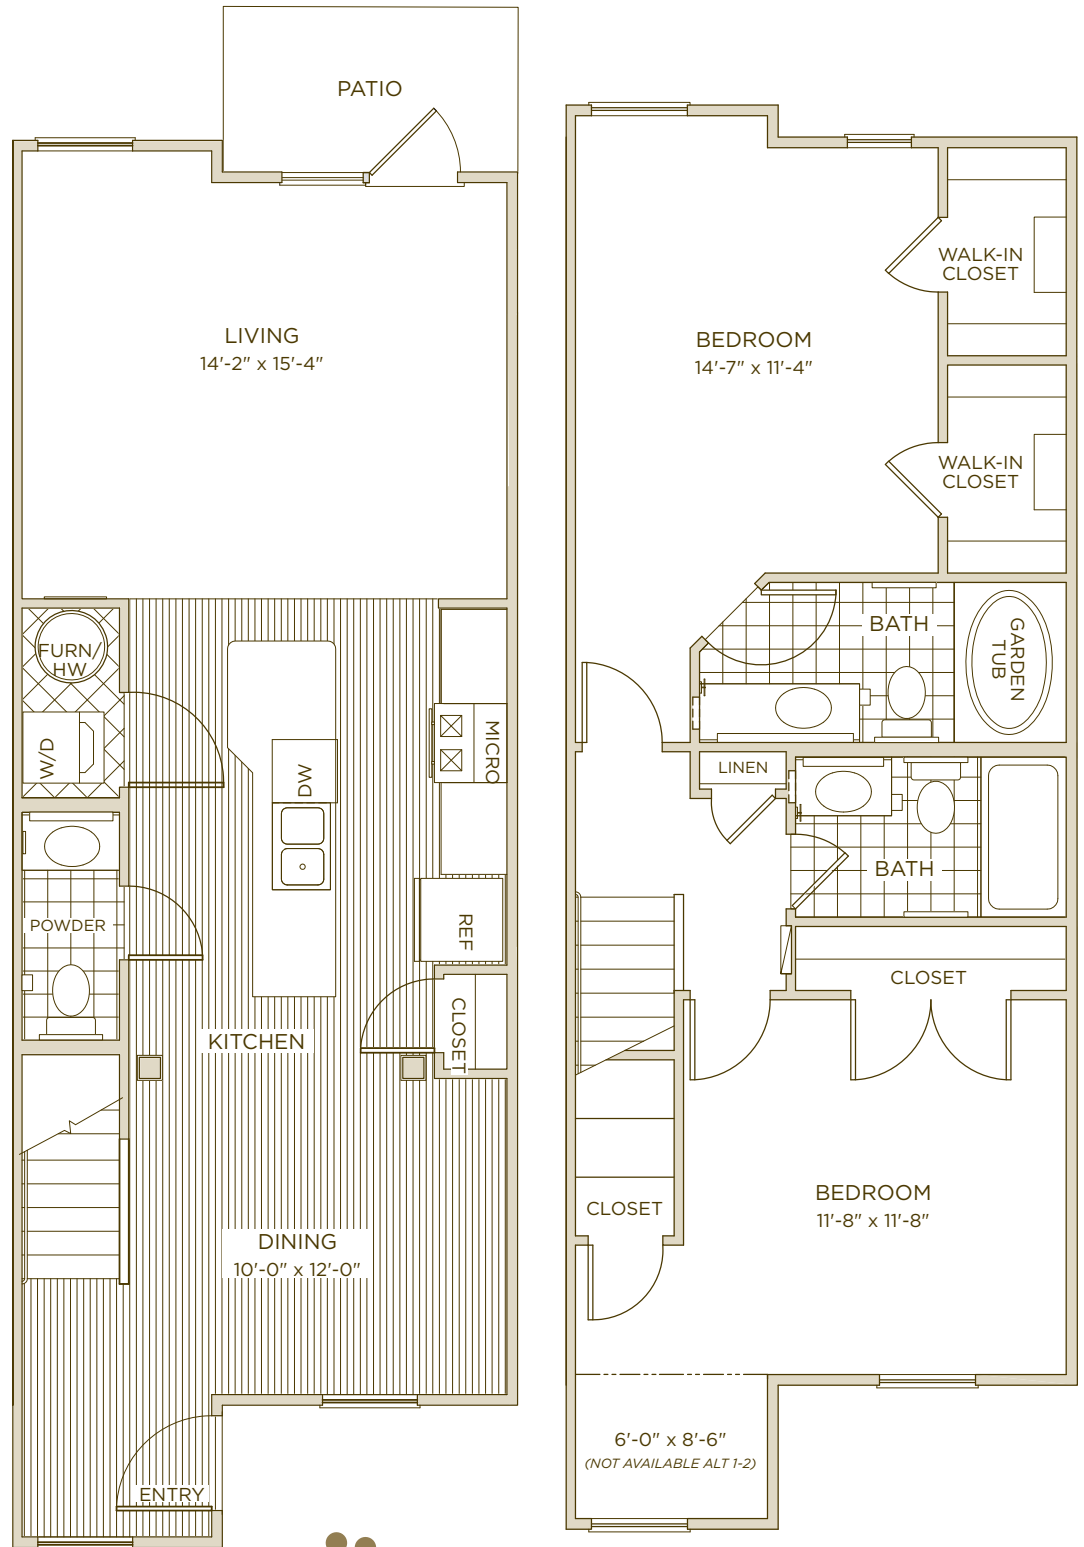 PATIO
LIVING
14'-2" x 15'-4"
FURN/
HW
W/D
DW
MICRO
REF
POWDER
KITCHEN
CLOSET
DINING
10'-0" x 12'-0"
ENTRY
BEDROOM
14'-7" x 11'-4"
WALK-IN
CLOSET
WALK-IN
CLOSET
BATH
GARDEN
TUB
LINEN
BATH
CLOSET
BEDROOM
11'-8" x 11'-8"
CLOSET
6'-0" x 8'-6"
(NOT AVAILABLE ALT 1-2)